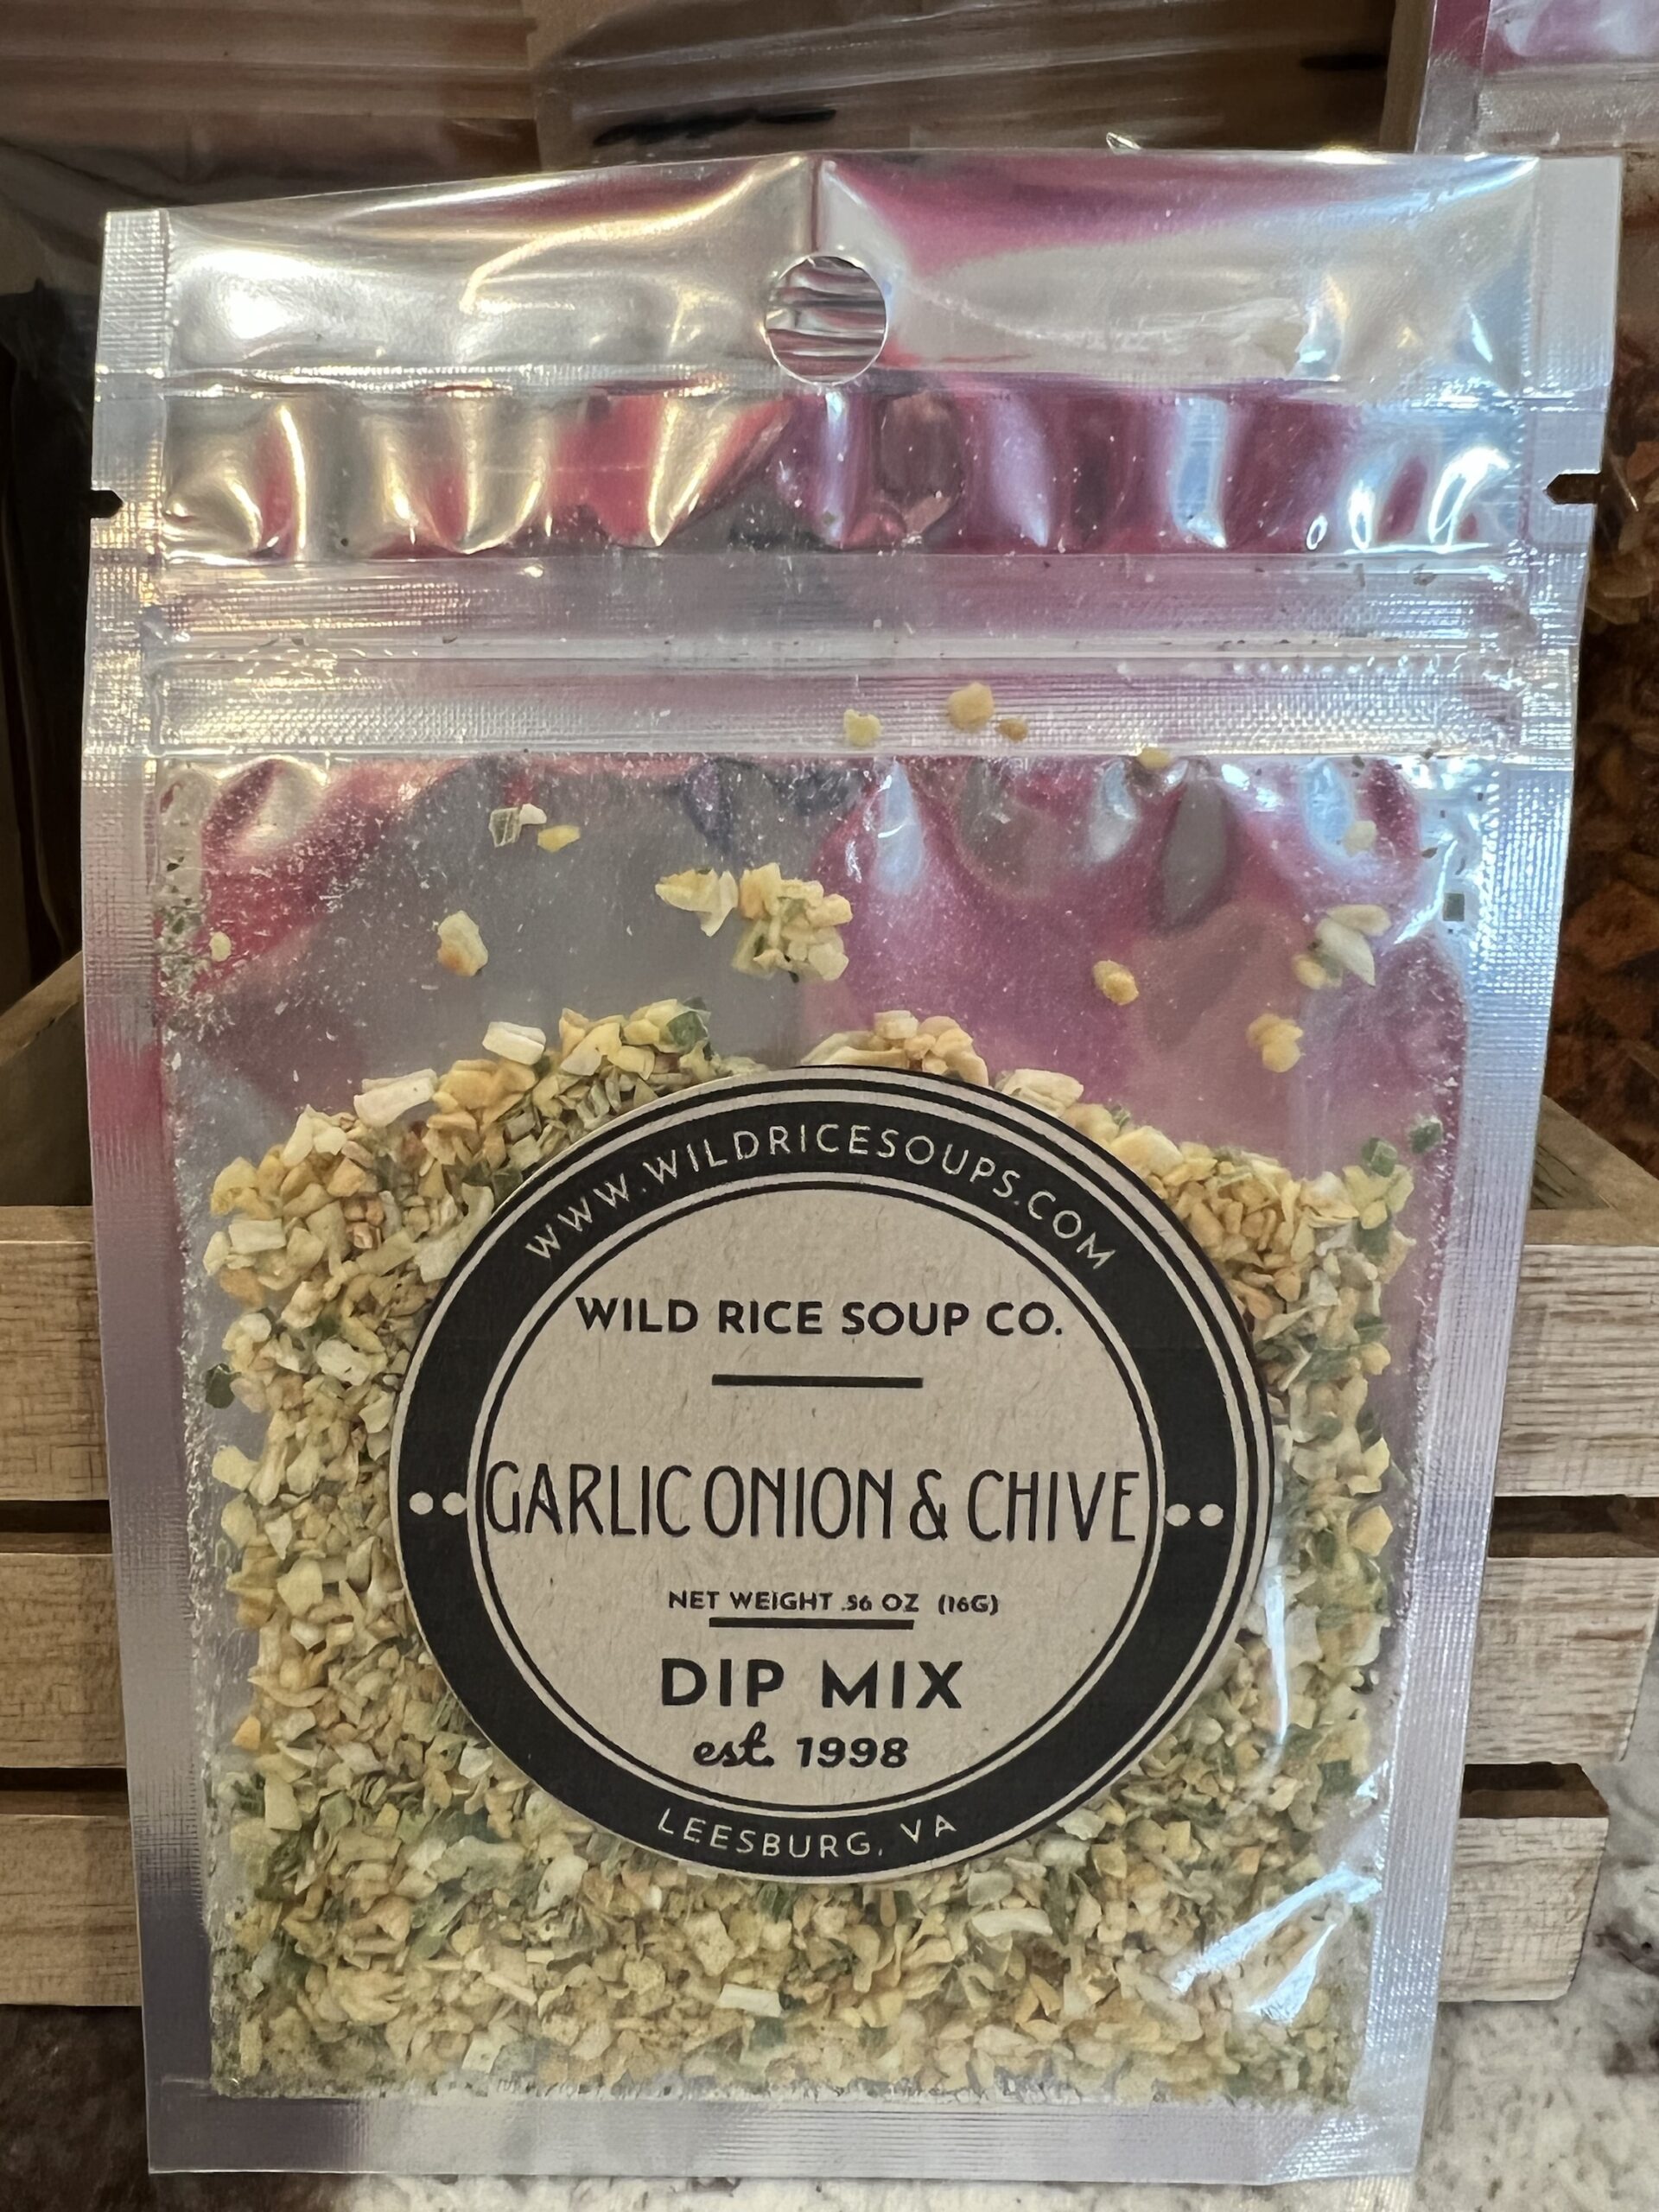 WWW.WILDRICESOUPS.COM
WILD RICE SOUP CO.
GARLIC ONION & CHIVE
NET WEIGHT .56 OZ (16G)
DIP MIX
est. 1998
LEESBURG, VA